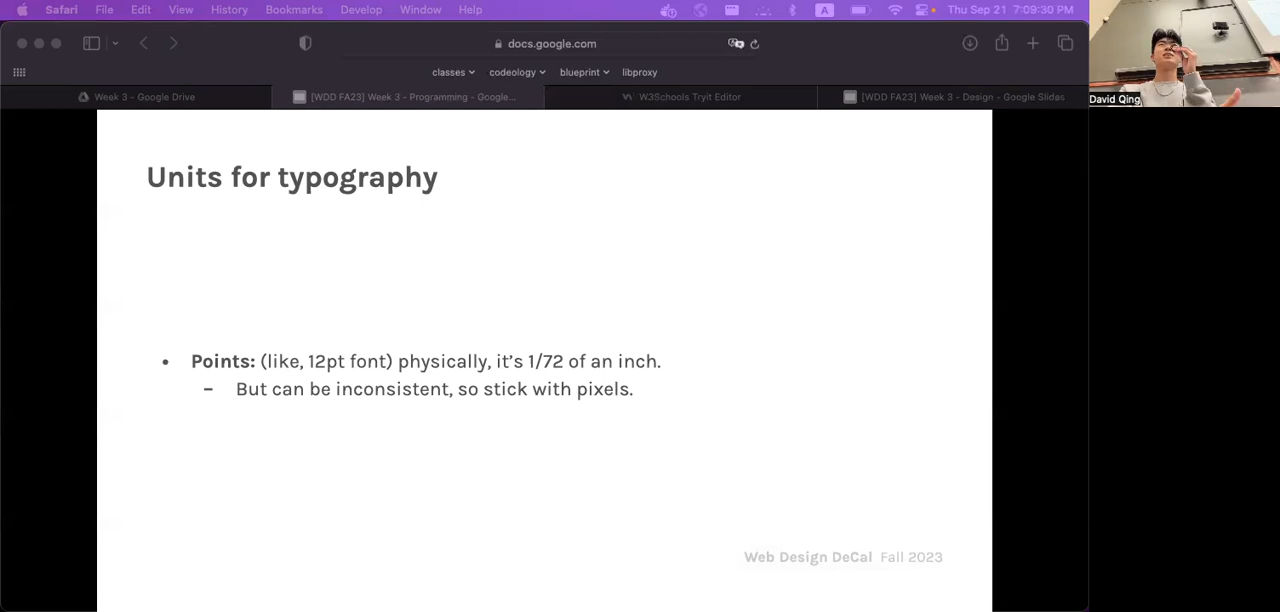 Safari File Edit View History Bookmarks Develop Window Help A Thu Sep 21 7:09:30 PM
docs.google.com
classes codeology blueprint libproxy
Week 3 - Google Drive [WDD FA23] Week 3 - Programming - Google... W3Schools Tryit Editor [WDD FA23] Week 3 - Design - Google Slides
David Qing
Units for typography
• Points: (like, 12pt font) physically, it's 1/72 of an inch.
– But can be inconsistent, so stick with pixels.
Web Design DeCal Fall 2023